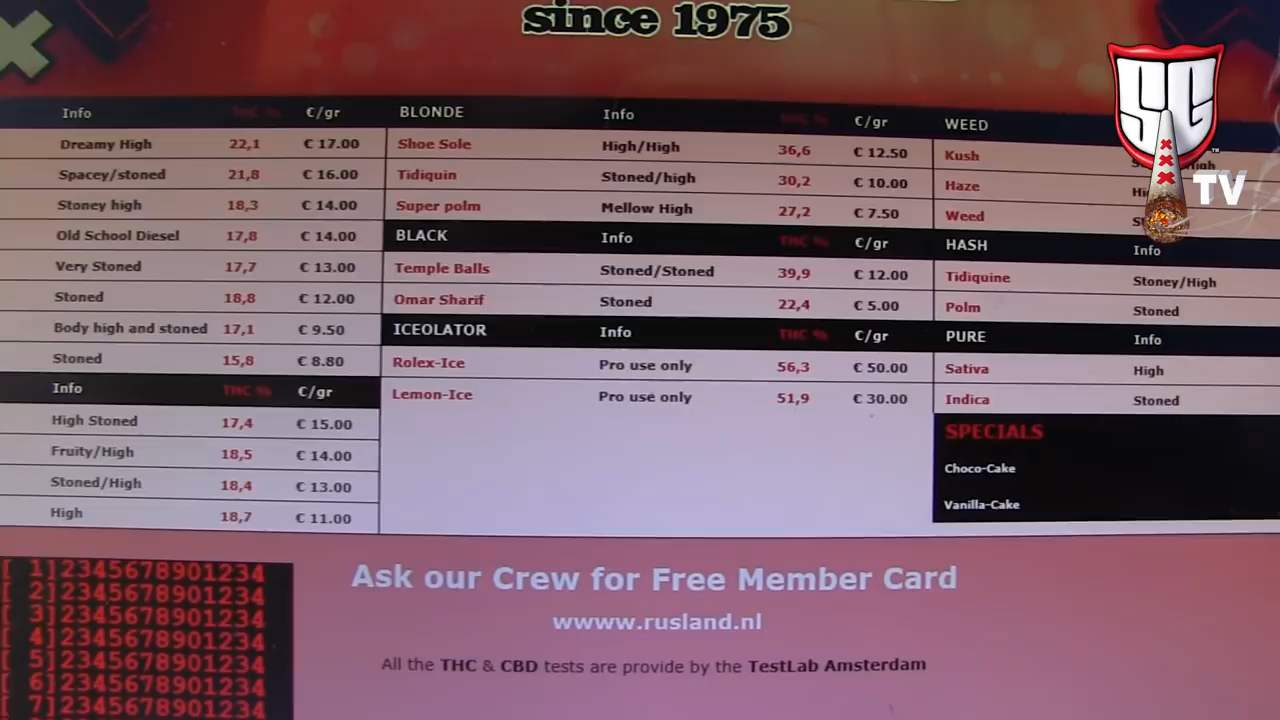 since 1975
SG
TV
Info THC % €/gr
Dreamy High 22,1 € 17.00
Spacey/stoned 21,8 € 16.00
Stoney high 18,3 € 14.00
Old School Diesel 17,8 € 14.00
Very Stoned 17,7 € 13.00
Stoned 18,8 € 12.00
Body high and stoned 17,1 € 9.50
Stoned 15,8 € 8.80
Info THC % €/gr
High Stoned 17,4 € 15.00
Fruity/High 18,5 € 14.00
Stoned/High 18,4 € 13.00
High 18,7 € 11.00
BLONDE Info THC % €/gr
Shoe Sole High/High 36,6 € 12.50
Tidiquin Stoned/high 30,2 € 10.00
Super polm Mellow High 27,2 € 7.50
BLACK Info THC % €/gr
Temple Balls Stoned/Stoned 39,9 € 12.00
Omar Sharif Stoned 22,4 € 5.00
ICEOLATOR Info THC % €/gr
Rolex-Ice Pro use only 56,3 € 50.00
Lemon-Ice Pro use only 51,9 € 30.00
WEED
Kush
Haze
Weed
HASH Info
Tidiquine Stoney/High
Polm Stoned
PURE Info
Sativa High
Indica Stoned
SPECIALS
Choco-Cake
Vanilla-Cake
[ 1]2345678901234
[ 2]2345678901234
[ 3]2345678901234
[ 4]2345678901234
[ 5]2345678901234
[ 6]2345678901234
[ 7]2345678901234
Ask our Crew for Free Member Card
wwww.rusland.nl
All the THC & CBD tests are provide by the TestLab Amsterdam